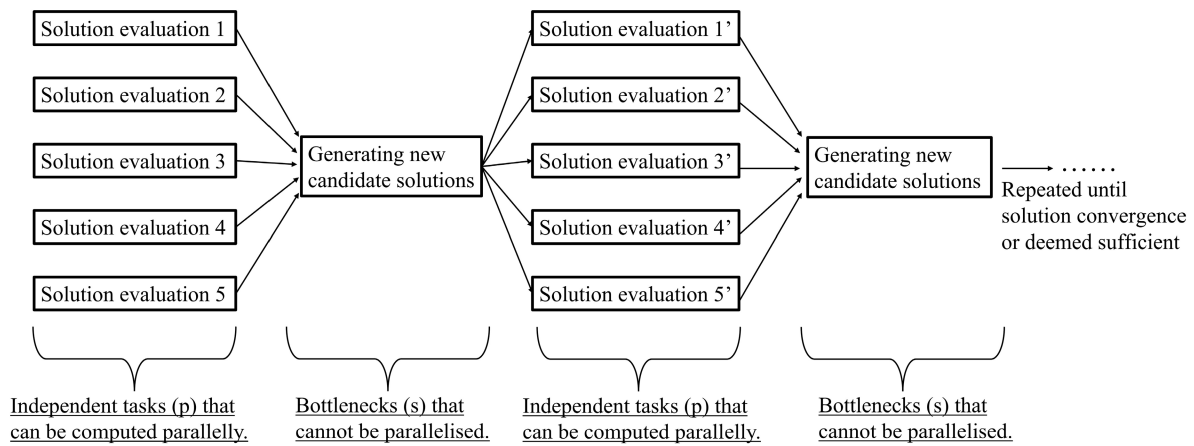 Solution evaluation 1
Solution evaluation 2
Solution evaluation 3
Solution evaluation 4
Solution evaluation 5
Generating new
candidate solutions
Solution evaluation 1’
Solution evaluation 2’
Solution evaluation 3’
Solution evaluation 4’
Solution evaluation 5’
Generating new
candidate solutions
......
Repeated until
solution convergence
or deemed sufficient
Independent tasks (p) that
can be computed parallelly.
Bottlenecks (s) that
cannot be parallelised.
Independent tasks (p) that
can be computed parallelly.
Bottlenecks (s) that
cannot be parallelised.